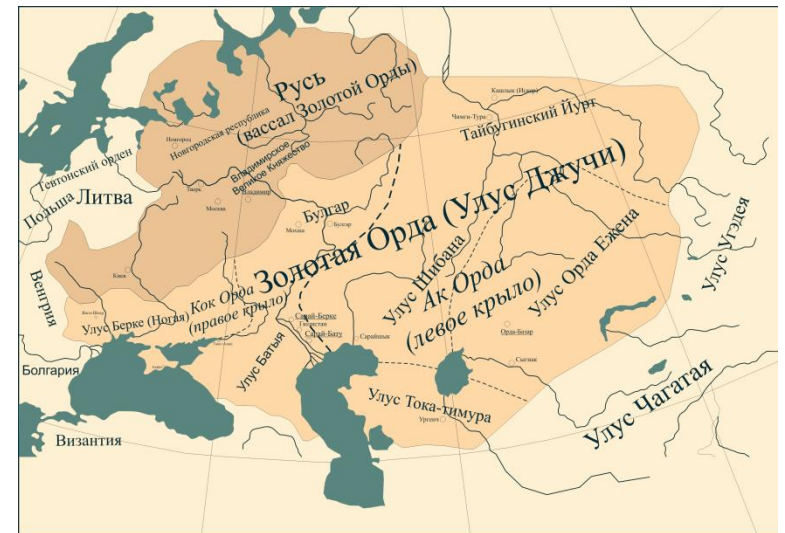 Русь
(вассал Золотой Орды)
Новгородская республика
Новгород
Кашлык (Искер)
Чимги-Тура
Тайбугинский Йурт
Тевтонский орден
Владимирское
Великое Княжество
Польша
Литва
Тверь
Владимир
Москва
Булгар
Мохши
Булгар
Золотая Орда (Улус Джучи)
Киев
Венгрия
Улус Берке (Ногая)
Кок Орда
(правое крыло)
Улус Батыя
Сарай-Берке
Сарай-Бату
Сарайшык
Улус Шибана
Ак Орда
(левое крыло)
Улус Орда Ежена
Орда-Базар
Сыгнак
Улус Угэдея
Улус Чагатая
Улус Тока-тимура
Ургенч
Болгария
Византия